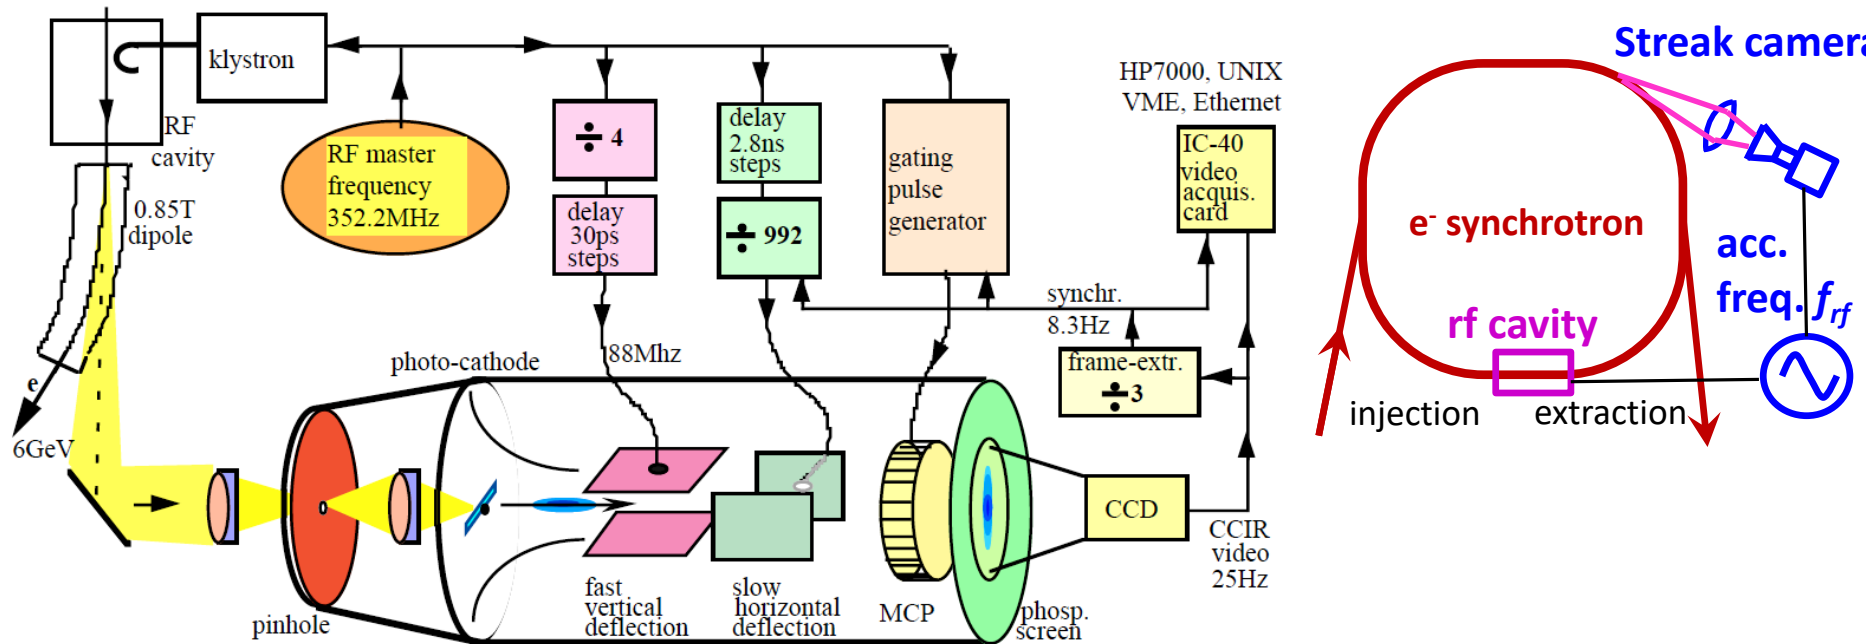 klystron
RF
cavity
RF master
frequency
352.2MHz
0.85T
dipole
e
6GeV
÷ 4
delay
30ps
steps
88Mhz
delay
2.8ns
steps
÷ 992
gating
pulse
generator
HP7000, UNIX
VME, Ethernet
IC-40
video
acquis.
card
synchr.
8.3Hz
frame-extr.
÷3
photo-cathode
pinhole
fast
vertical
deflection
slow
horizontal
deflection
MCP
phosp.
screen
CCD
CCIR
video
25Hz
Streak camera
e- synchrotron
acc.
freq. frf
rf cavity
injection
extraction